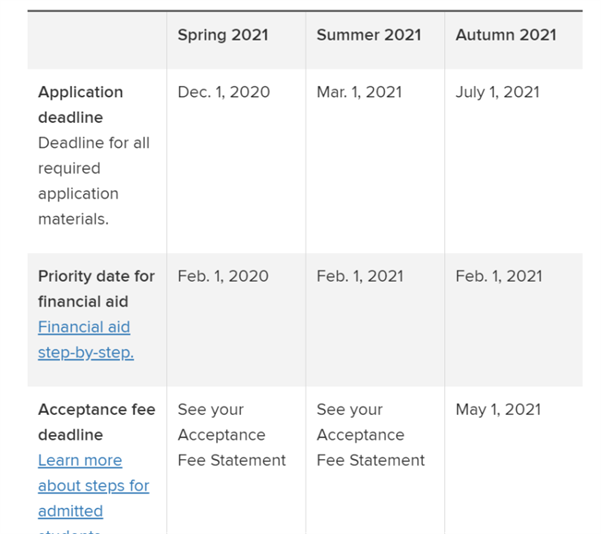 Spring 2021 Summer 2021 Autumn 2021
Application Dec. 1, 2020 Mar. 1, 2021 July 1, 2021
deadline
Deadline for all
required
application
materials.
Priority date for Feb. 1, 2020 Feb. 1, 2021 Feb. 1, 2021
financial aid
Financial aid
step-by-step.
Acceptance fee See your See your May 1, 2021
deadline Acceptance Acceptance
Learn more Fee Statement Fee Statement
about steps for
admitted